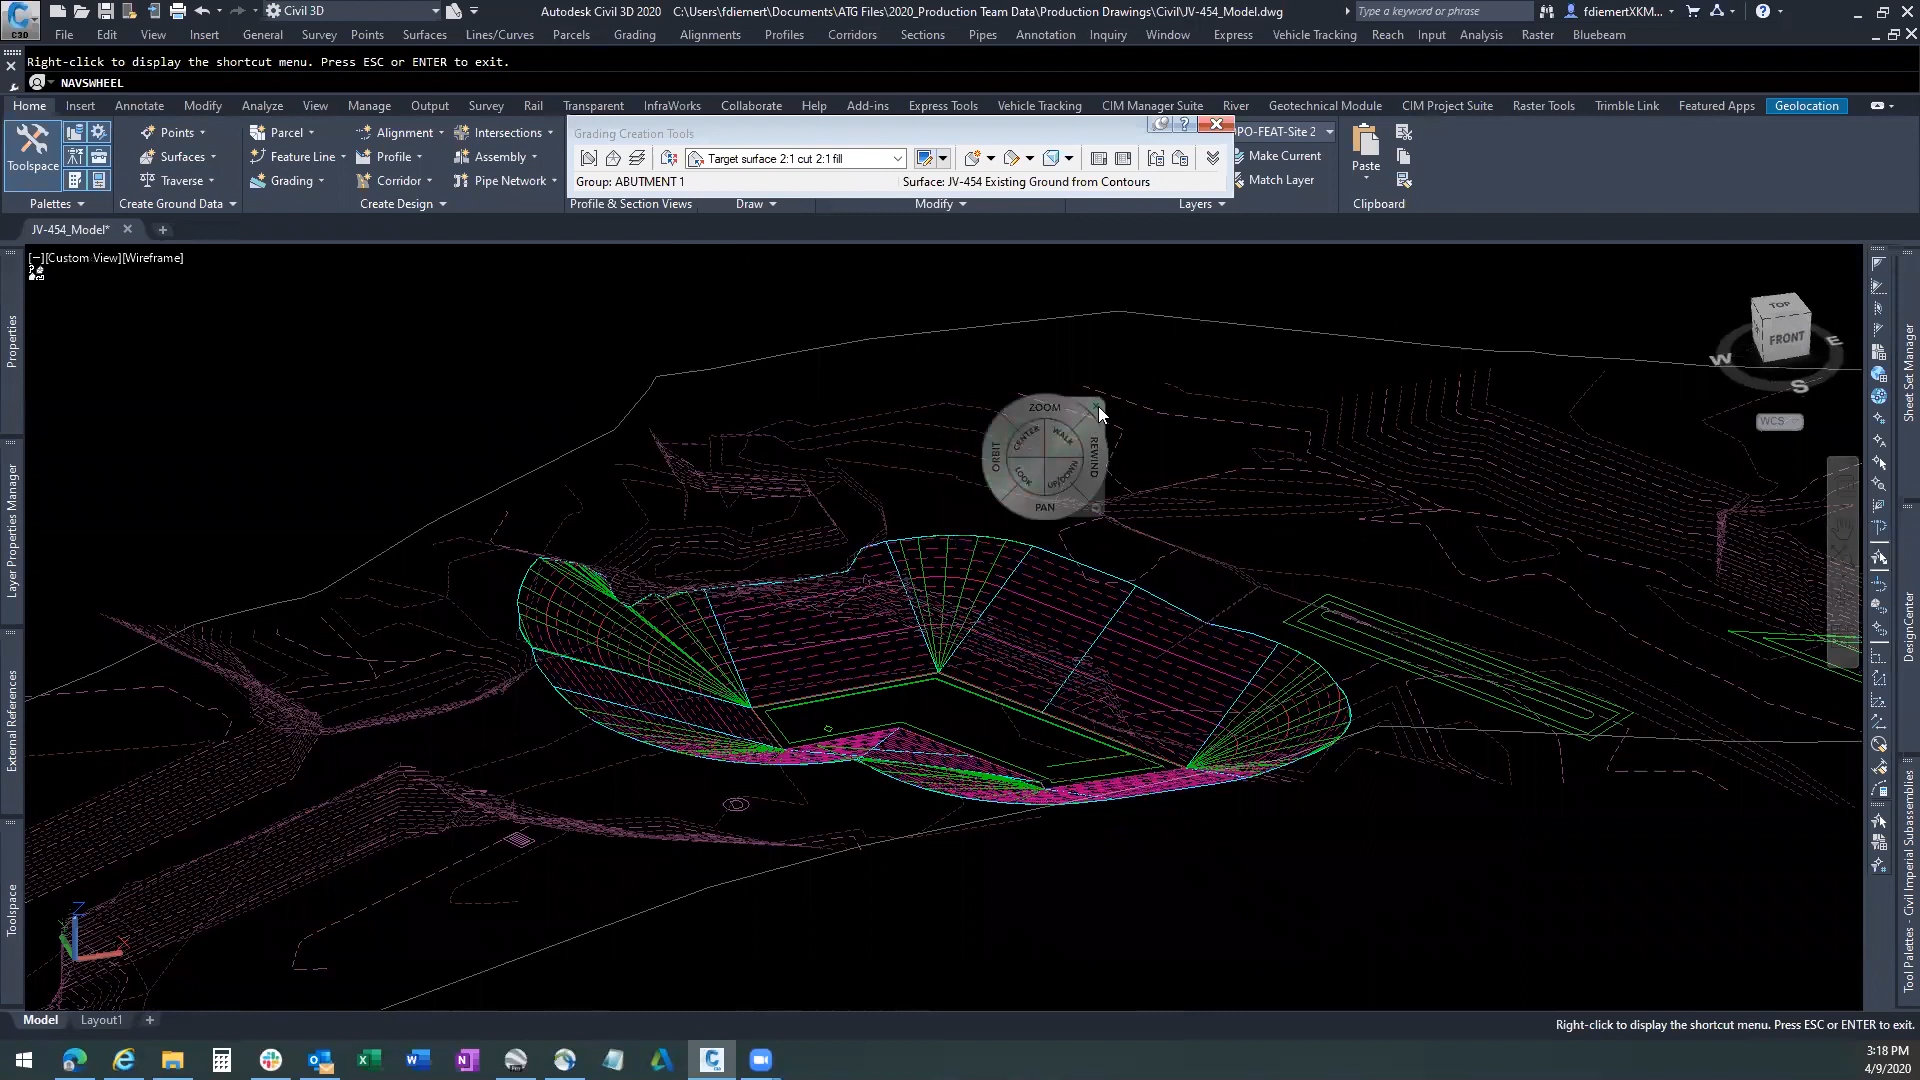 Civil 3D
Autodesk Civil 3D 2020 C:\Users\fdiemert\Documents\ATG Files\2020_Production Team Data\Production Drawings\Civil\JV-454_Model.dwg
Type a keyword or phrase
fdiemertXKM...
C3D
File Edit View Insert General Survey Points Surfaces Lines/Curves Parcels Grading Alignments Profiles Corridors Sections Pipes Annotation Inquiry Window Express Vehicle Tracking Reach Input Analysis Raster Bluebeam
Right-click to display the shortcut menu. Press ESC or ENTER to exit.
NAVSWHEEL
Home Insert Annotate Modify Analyze View Manage Output Survey Rail Transparent InfraWorks Collaborate Help Add-ins Express Tools Vehicle Tracking CIM Manager Suite River Geotechnical Module CIM Project Suite Raster Tools Trimble Link Featured Apps Geolocation
Toolspace
Points
Surfaces
Traverse
Parcel
Feature Line
Grading
Alignment
Profile
Corridor
Intersections
Assembly
Pipe Network
Grading Creation Tools
Target surface 2:1 cut 2:1 fill
Group: ABUTMENT 1
Surface: JV-454 Existing Ground from Contours
PO-FEAT-Site 2
Make Current
Match Layer
Paste
Palettes
Create Ground Data
Create Design
Profile & Section Views
Draw
Modify
Layers
Clipboard
JV-454_Model*
[−][Custom View][Wireframe]
TOP
FRONT
W
E
S
WCS
ZOOM
CENTER
WALK
ORBIT
REWIND
LOOK
UP/DOWN
PAN
Properties
Layer Properties Manager
External References
Toolspace
Sheet Set Manager
DesignCenter
Tool Palettes - Civil Imperial Subassemblies
Z
X
Model Layout1
Right-click to display the shortcut menu. Press ESC or ENTER to exit.
3:18 PM
4/9/2020